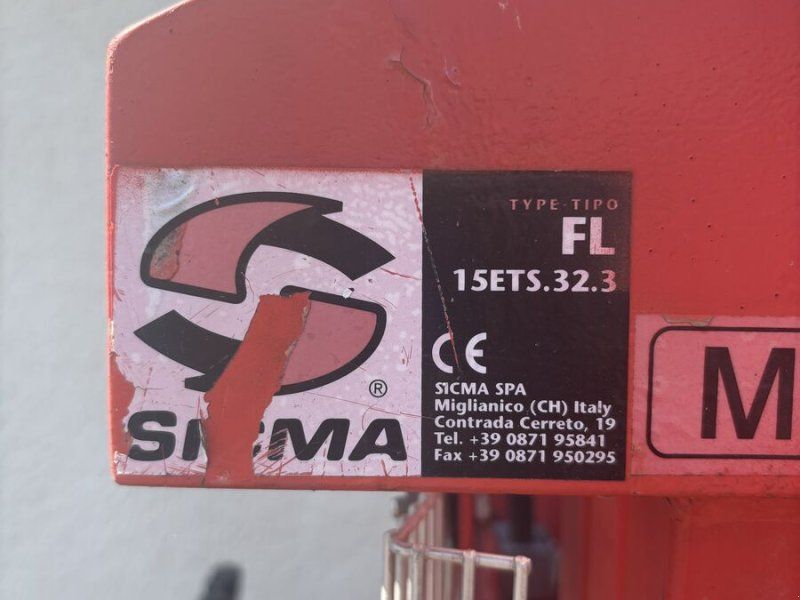 TYPE-TIPO
FL
15ETS.32.3
CE
SICMA SPA
Miglianico (CH) Italy
Contrada Cerreto, 19
Tel. +39 0871 95841
Fax +39 0871 950295
®
SICMA
M